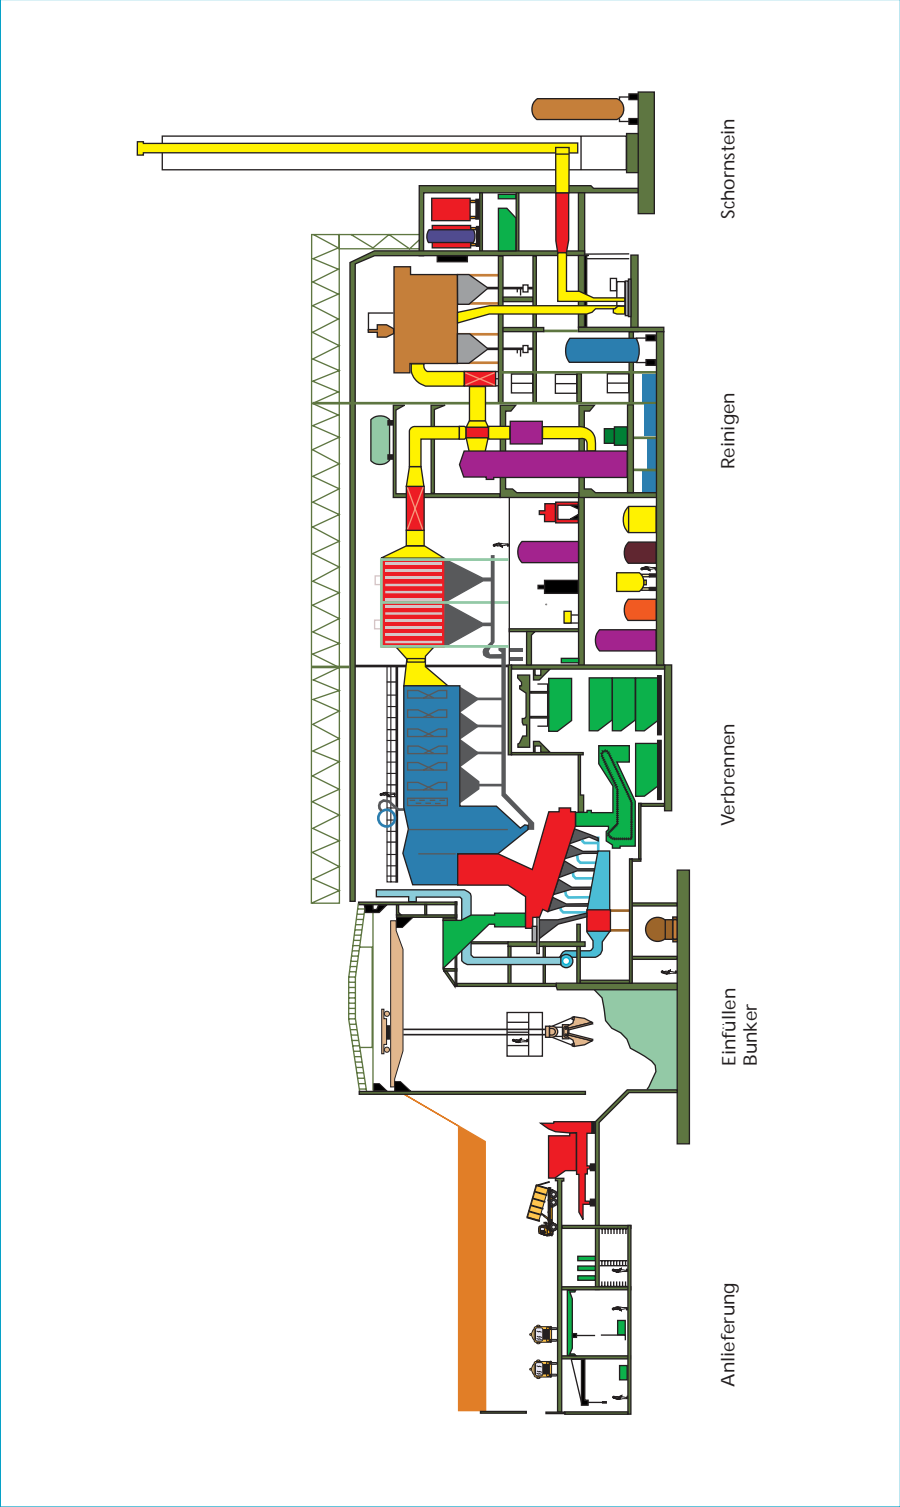 Anlieferung
Einfüllen
Bunker
Verbrennen
Reinigen
Schornstein